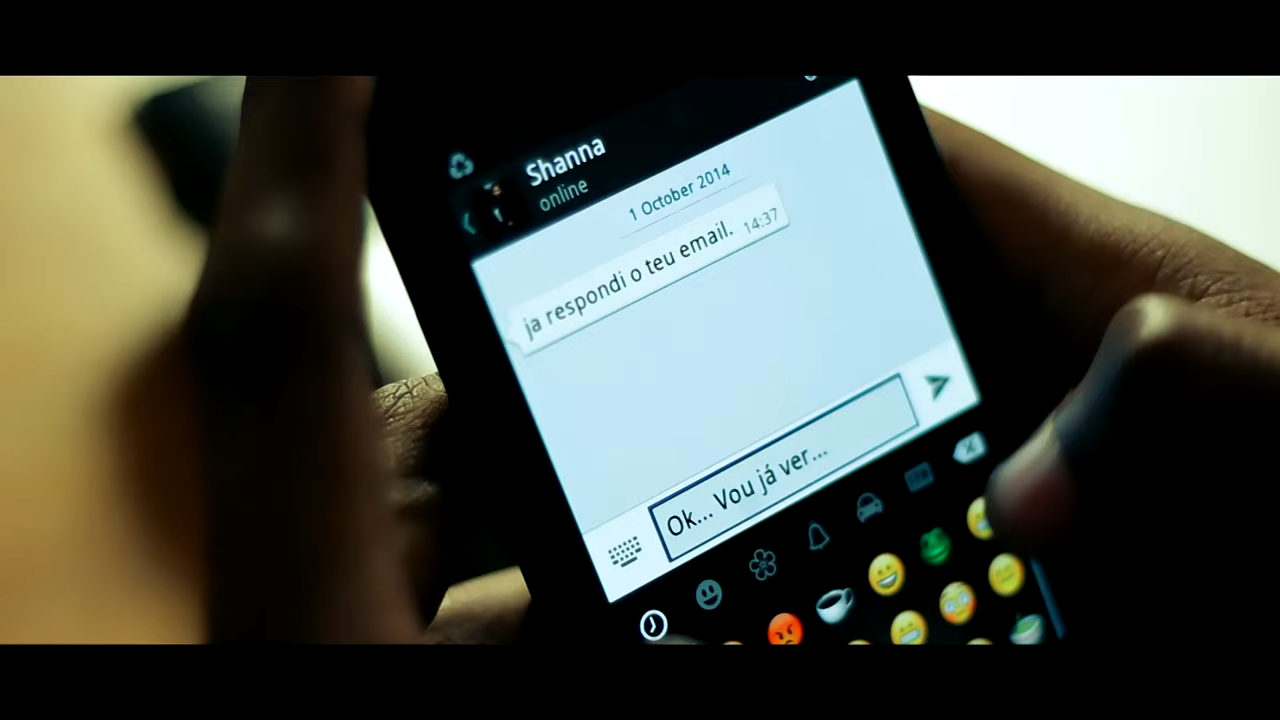 Shanna
online
1 October 2014
ja respondi o teu email. 14:37
Ok... Vou já ver...